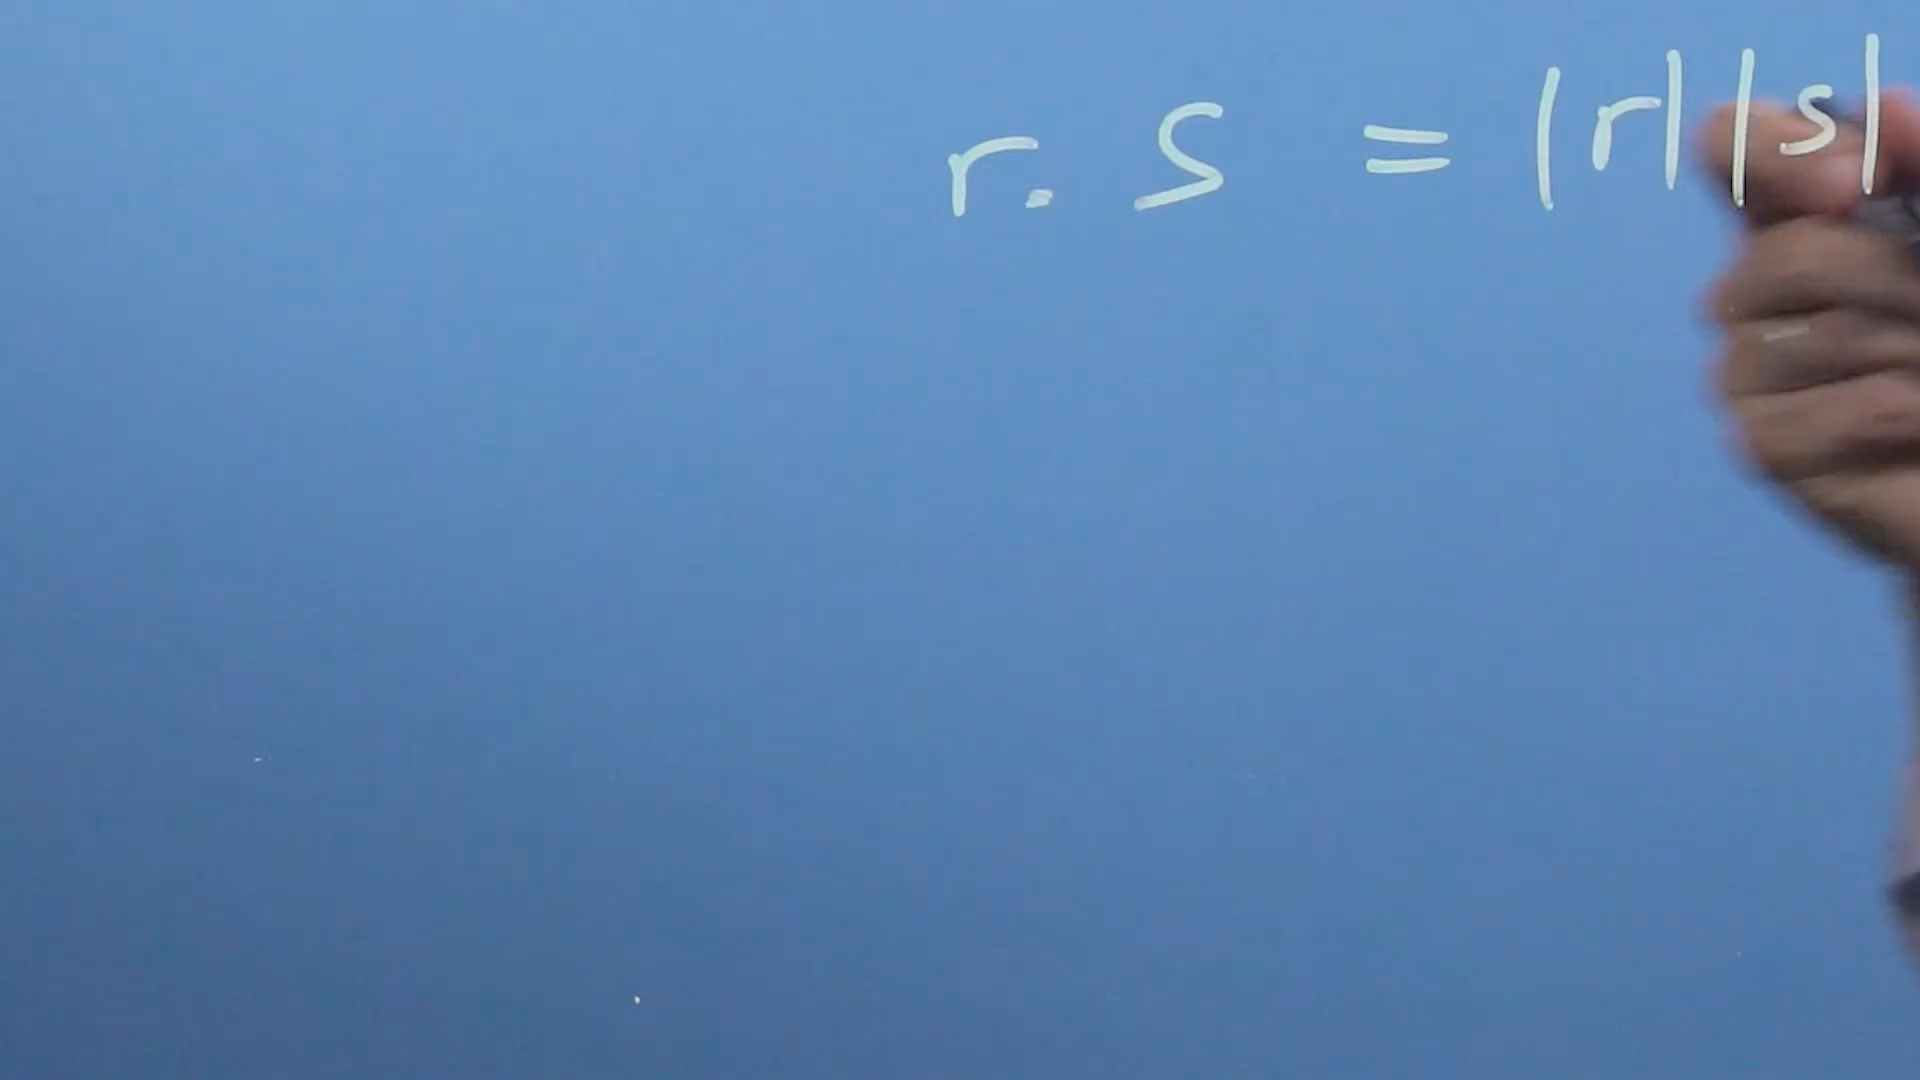 r. s = |r| |s|